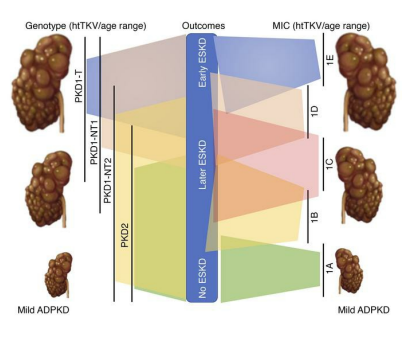 Genotype (htTKV/age range)
Outcomes
MIC (htTKV/age range)
PKD1-T
PKD1-NT1
PKD1-NT2
PKD2
Early ESKD
Later ESKD
No ESKD
1E
1D
1C
1B
1A
Mild ADPKD
Mild ADPKD